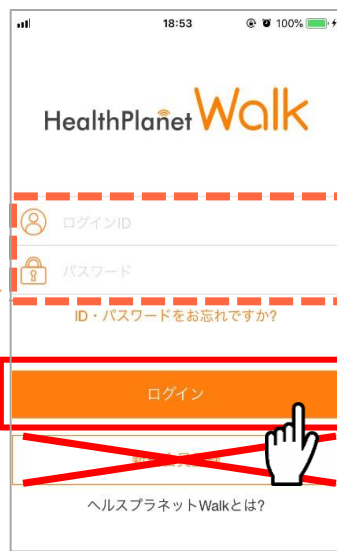 18:53
100%
HealthPlanet Walk
ログインID
パスワード
ID・パスワードをお忘れですか?
ログイン
ヘルスプラネットWalkとは?